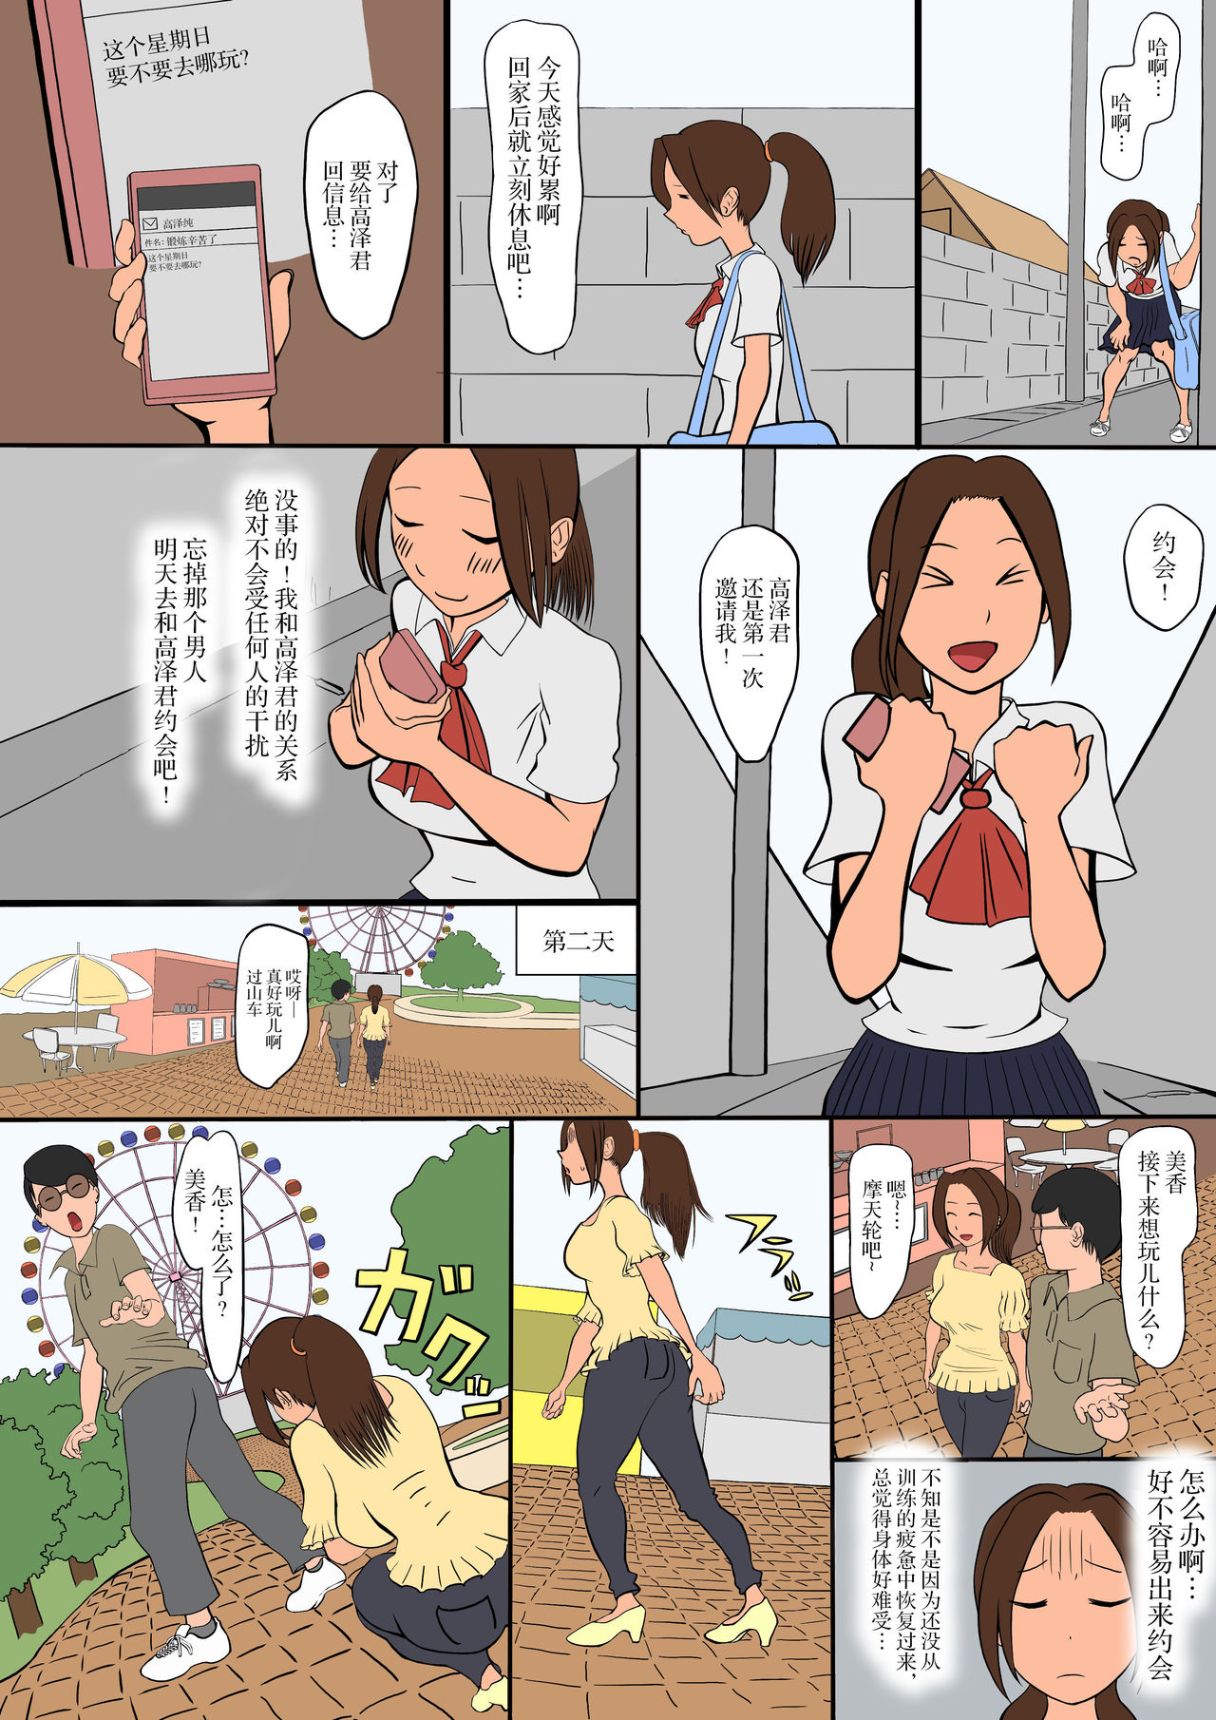 哈啊…
哈啊…
今天感觉好累啊
回家后就立刻休息吧…
这个星期日
要不要去哪玩?
对了
要给高泽君
回信息…
高泽纯
件名: 锻炼辛苦了
这个星期日
要不要去哪玩?
约会!
高泽君
还是第一次
邀请我!
没事的!我和高泽君的关系
绝对不会受任何人的干扰
忘掉那个男人
明天去和高泽君约会吧!
第二天
哎呀—
真好玩儿啊
过山车
美香
接下来想玩儿什么?
嗯~…
摩天轮吧~
怎么办啊…
好不容易出来约会
不知是不是因为还没从
训练的疲惫中恢复过来,
总觉得身体好难受…
フラッ
ガクッ
怎…怎么了?
美香!